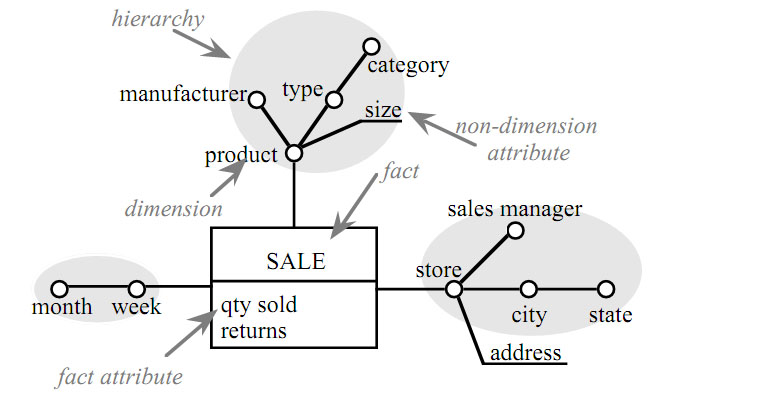 hierarchy
category
manufacturer
type
size
non-dimension
attribute
product
fact
dimension
sales manager
SALE
store
month
week
qty sold
returns
city
state
address
fact attribute